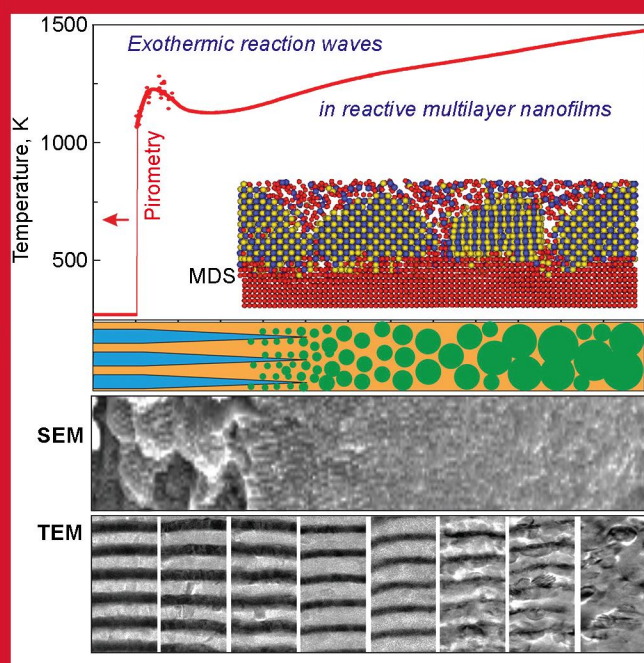 1500
Exothermic reaction waves
in reactive multilayer nanofilms
1000
Temperature, K
Pirometry
500
MDS
SEM
TEM